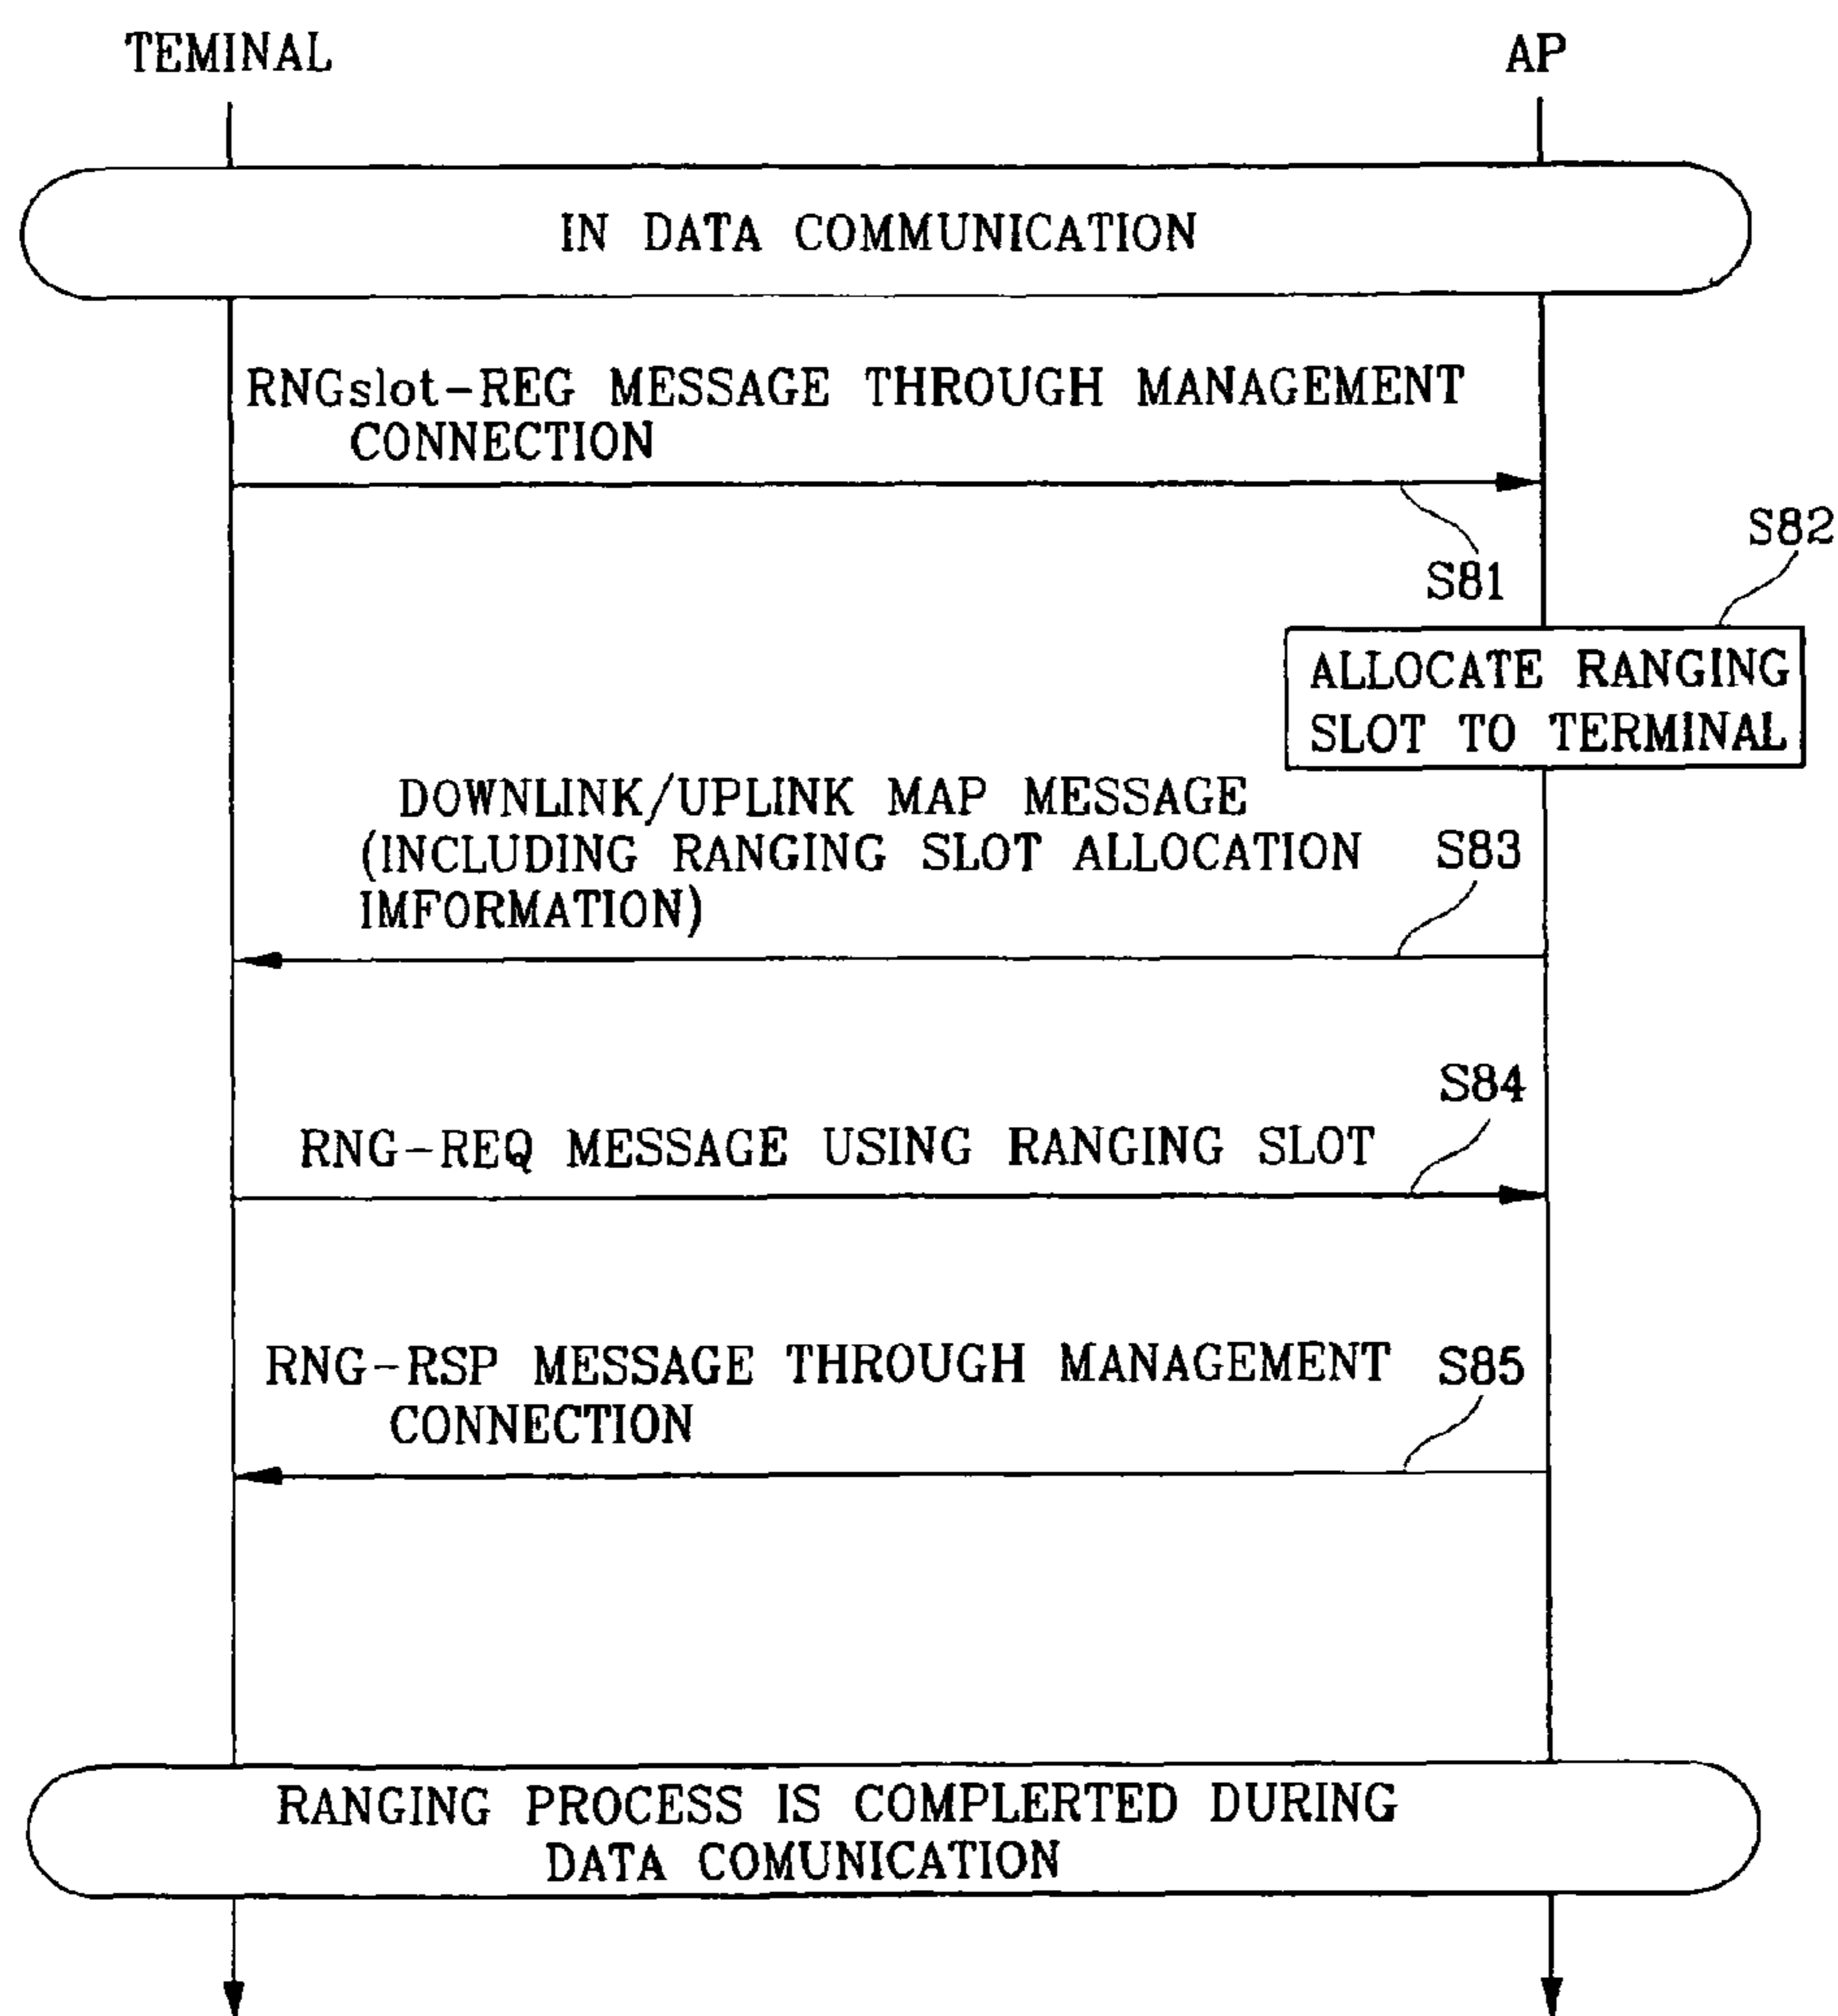 TEMINAL
AP
IN DATA COMMUNICATION
RNGslot-REG MESSAGE THROUGH MANAGEMENT
CONNECTION
S81
S82
ALLOCATE RANGING
SLOT TO TERMINAL
DOWNLINK/UPLINK MAP MESSAGE
(INCLUDING RANGING SLOT ALLOCATION
IMFORMATION)
S83
S84
RNG-REQ MESSAGE USING RANGING SLOT
RNG-RSP MESSAGE THROUGH MANAGEMENT
CONNECTION
S85
RANGING PROCESS IS COMPLERTED DURING
DATA COMUNICATION